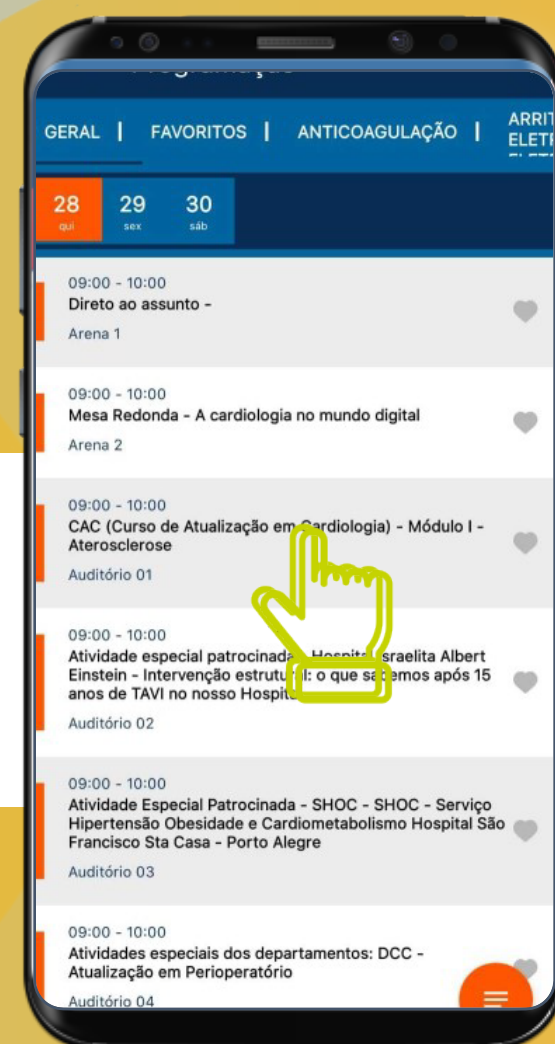 GERAL | FAVORITOS | ANTICOAGULAÇÃO |
28 29 30
qui sex sáb
09:00 - 10:00
Direto ao assunto -
Arena 1
09:00 - 10:00
Mesa Redonda - A cardiologia no mundo digital
Arena 2
09:00 - 10:00
CAC (Curso de Atualização em Cardiologia) - Módulo I -
Aterosclerose
Auditório 01
09:00 - 10:00
Atividade especial patrocinada - Hospital Israelita Albert
Einstein - Intervenção estrutural: o que sabemos após 15
anos de TAVI no nosso Hospital
Auditório 02
09:00 - 10:00
Atividade Especial Patrocinada - SHOC - SHOC - Serviço
Hipertensão Obesidade e Cardiometabolismo Hospital São
Francisco Sta Casa - Porto Alegre
Auditório 03
09:00 - 10:00
Atividades especiais dos departamentos: DCC -
Atualização em Perioperatório
Auditório 04